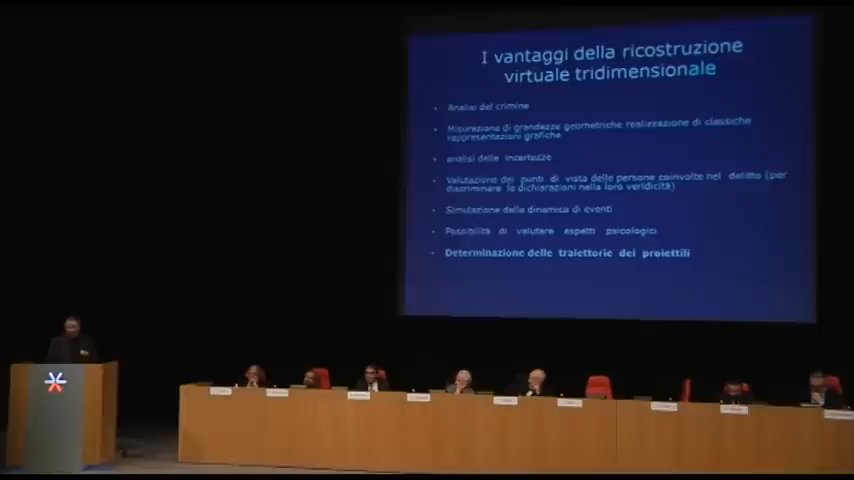 I vantaggi della ricostruzione
virtuale tridimensionale
Analisi del crimine
Misurazione di grandezze geometriche realizzazione di classiche
rappresentazioni grafiche
analisi delle incertezze
Valutazione dei punti di vista delle persone coinvolte nel delitto (per
discriminare le dichiarazioni nella loro veridicità)
Simulazione della dinamica di eventi
Possibilità di valutare aspetti psicologici
Determinazione delle traiettorie dei proiettili